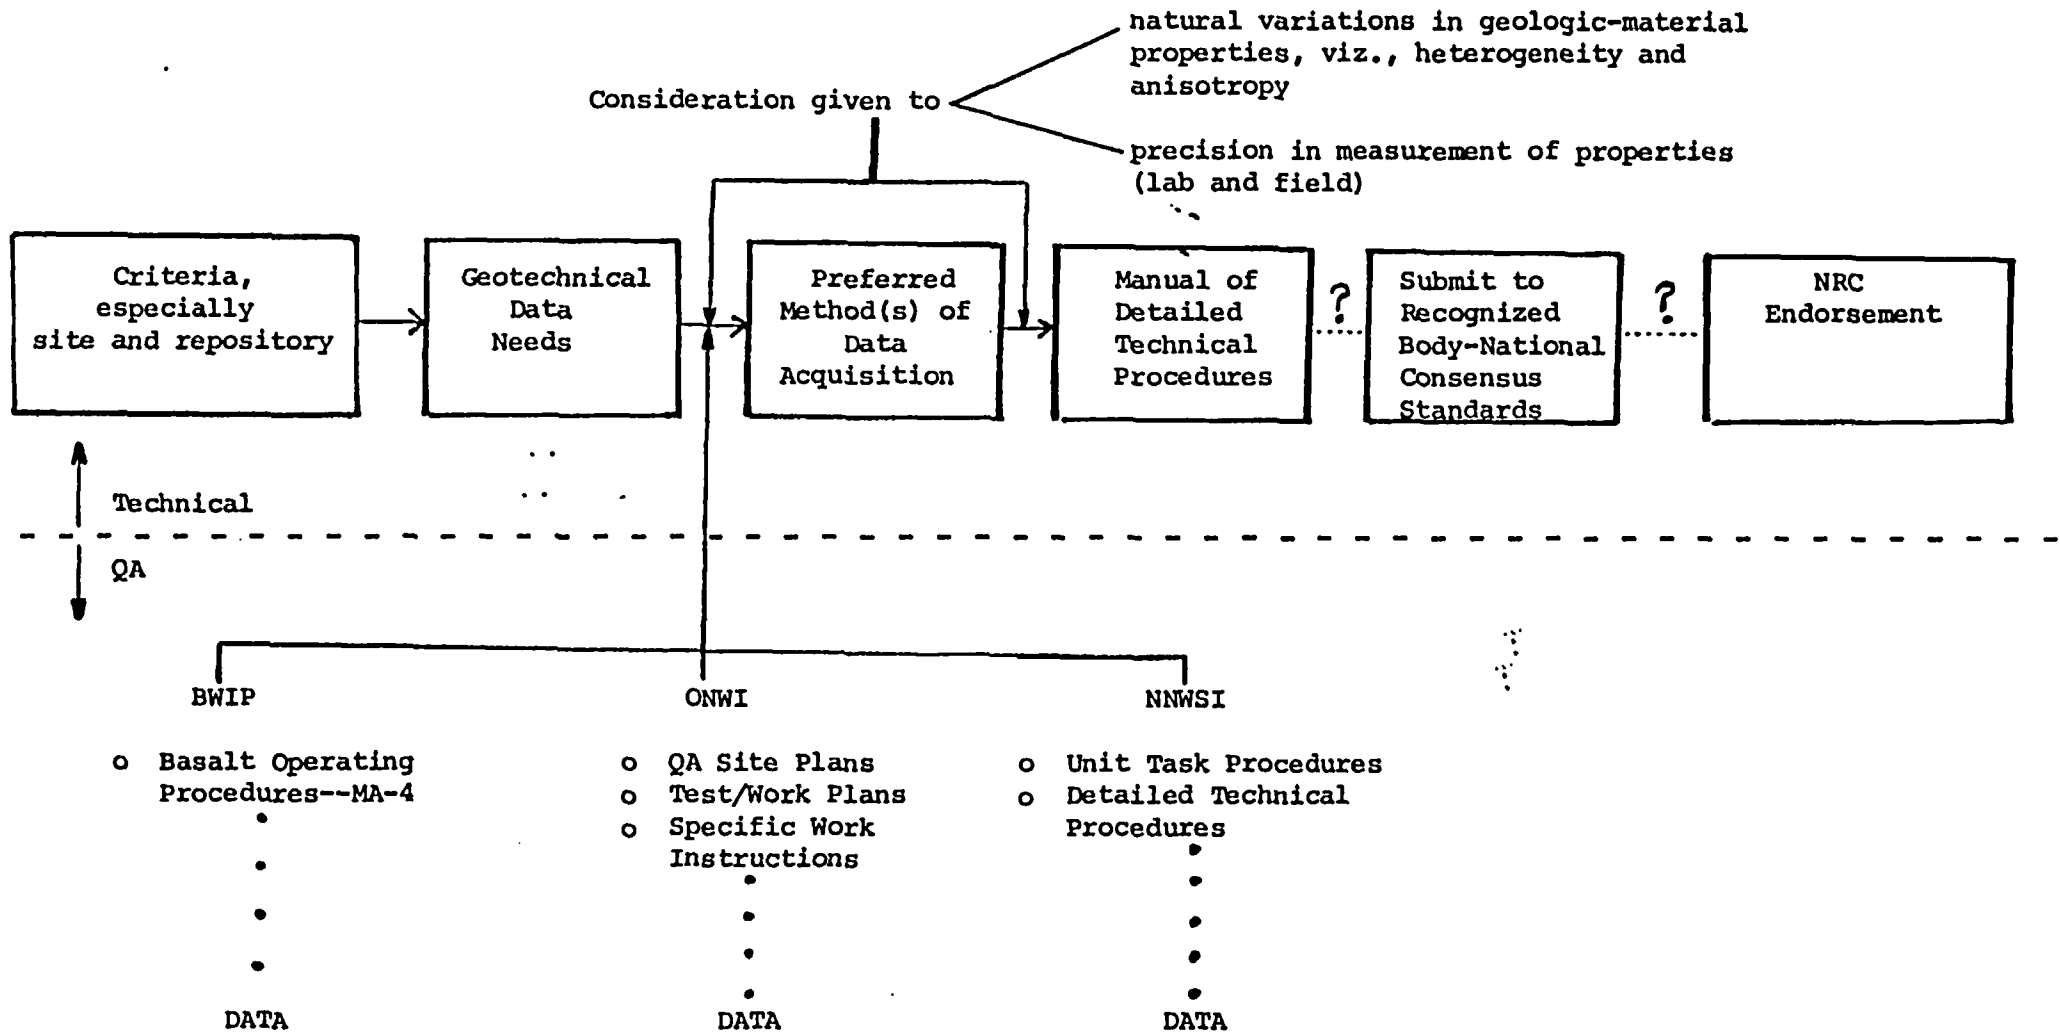 natural variations in geologic-material
properties, viz., heterogeneity and
anisotropy
Consideration given to
precision in measurement of properties
(lab and field)
Criteria,
especially
site and repository
Geotechnical
Data
Needs
Preferred
Method(s) of
Data
Acquisition
Manual of
Detailed
Technical
Procedures
?
Submit to
Recognized
Body-National
Consensus
Standards
?
NRC
Endorsement
Technical
QA
BWIP
ONWI
NNWSI
o Basalt Operating
Procedures--MA-4
o QA Site Plans
o Test/Work Plans
o Specific Work
Instructions
o Unit Task Procedures
o Detailed Technical
Procedures
DATA
DATA
DATA